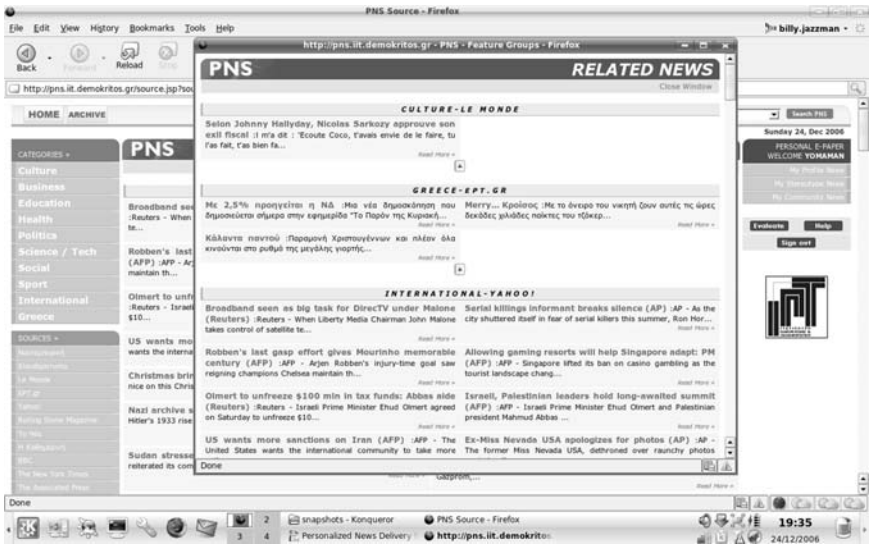 PNS Source - Firefox
File Edit View History Bookmarks Tools Help
billy.jazzman
Back Forward Reload Stop
http://pns.iit.demokritos.gr/source.jsp?sou
HOME ARCHIVE
Search PNS
Sunday 24, Dec 2006
CATEGORIES
Culture
Business
Education
Health
Politics
Science / Tech
Social
Sport
International
Greece
SOURCES
Le Monde
EPT.gr
Yahoo!
Rolling Stone Magazine
Το Βήμα
Η Καθημερινή
BBC
The New York Times
The Associated Press
PNS
Broadband see
:Reuters - When
te...
Robben's last
(AFP) :AFP - Arj
maintain th...
Olmert to unfr
:Reuters - Israeli
$10...
US wants mo
wants the interna
Christmas brin
nice on this Chris
Nazi archive s
Hitler's 1933 rise
Sudan stresse
reiterated its com
PERSONAL E-PAPER
WELCOME YOMAMAN
My Profile News
My Stereotype News
My Community News
Evaluate Help
Sign out
http://pns.iit.demokritos.gr - PNS - Feature Groups - Firefox
PNS RELATED NEWS
Close Window
CULTURE-LE MONDE
Selon Johnny Hallyday, Nicolas Sarkozy approuve son
exil fiscal :I m'a dit : 'Ecoute Coco, t'avais envie de le faire, tu
l'as fait, t'as bien fa...
Read More »
GREECE-EPT.GR
Με 2,5% προηγείται η ΝΔ :Μια νέα δημοσκόπηση που
δημοσιεύεται σήμερα στην εφημερίδα "Το Παρόν της Κυριακή...
Read More »
Merry... Κροίσος :Με το όνειρο του νικητή ζουν αυτές τις ώρες
δεκάδες χιλιάδες παίκτες του τζόκερ...
Read More »
Κάλαντα παντού :Παραμονή Χριστουγέννων και πλέον όλα
κινούνται στο ρυθμό της μεγάλης γιορτής...
Read More »
INTERNATIONAL-YAHOO!
Broadband seen as big task for DirecTV under Malone
(Reuters) :Reuters - When Liberty Media Chairman John Malone
takes control of satellite te...
Read More »
Serial killings informant breaks silence (AP) :AP - As the
city shuttered itself in fear of serial killers this summer, Ron Hor...
Read More »
Robben's last gasp effort gives Mourinho memorable
century (AFP) :AFP - Arjen Robben's injury-time goal saw
reigning champions Chelsea maintain th...
Read More »
Allowing gaming resorts will help Singapore adapt: PM
(AFP) :AFP - Singapore lifted its ban on casino gambling as the
tourist landscape chang...
Read More »
Olmert to unfreeze $100 mln in tax funds: Abbas aide
(Reuters) :Reuters - Israeli Prime Minister Ehud Olmert agreed
on Saturday to unfreeze $10...
Read More »
Israeli, Palestinian leaders hold long-awaited summit
(AFP) :AFP - Israeli Prime Minister Ehud Olmert and Palestinian
president Mahmud Abbas ...
Read More »
US wants more sanctions on Iran (AFP) :AFP - The
United States wants the international community to take more
Ex-Miss Nevada USA apologizes for photos (AP) :AP -
The former Miss Nevada USA, dethroned over raunchy photos
Done
Read More »
Gazprom,...
Read More »
Done
2
3 4
snapshots - Konqueror
Personalized News Delivery
PNS Source - Firefox
http://pns.iit.demokritos
19:35
24/12/2006